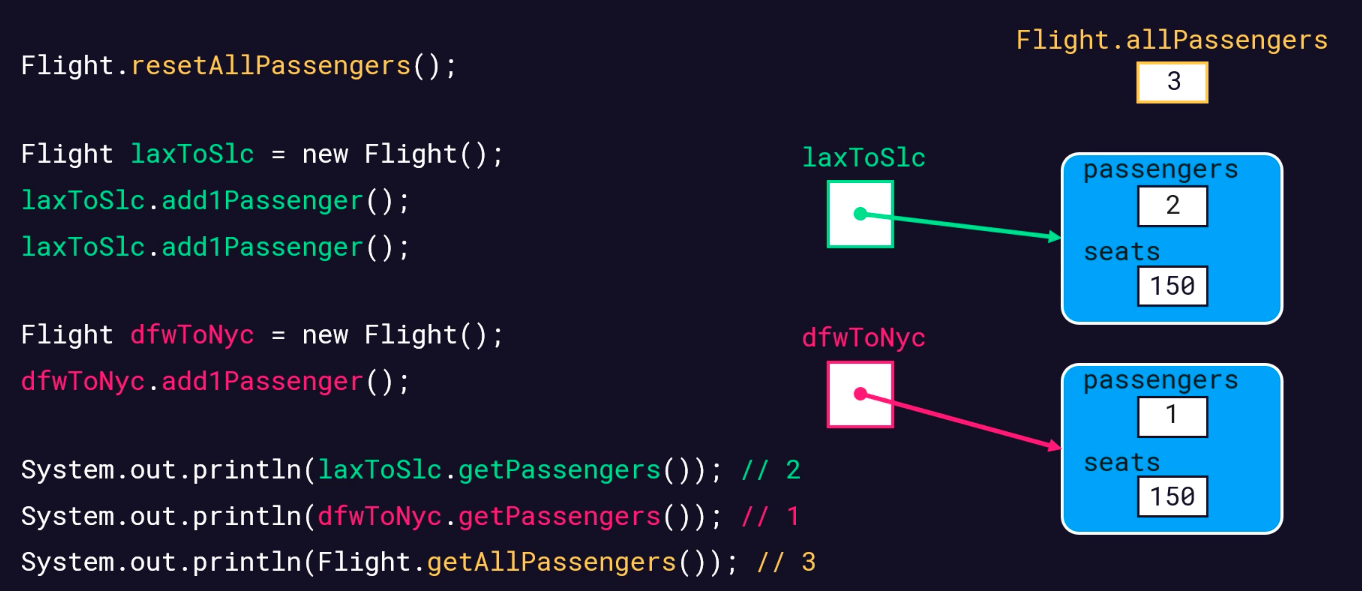 Flight.resetAllPassengers();
Flight laxToSlc = new Flight();
laxToSlc.add1Passenger();
laxToSlc.add1Passenger();
Flight dfwToNyc = new Flight();
dfwToNyc.add1Passenger();
System.out.println(laxToSlc.getPassengers()); // 2
System.out.println(dfwToNyc.getPassengers()); // 1
System.out.println(Flight.getAllPassengers()); // 3
Flight.allPassengers
3
laxToSlc
passengers
2
seats
150
dfwToNyc
passengers
1
seats
150